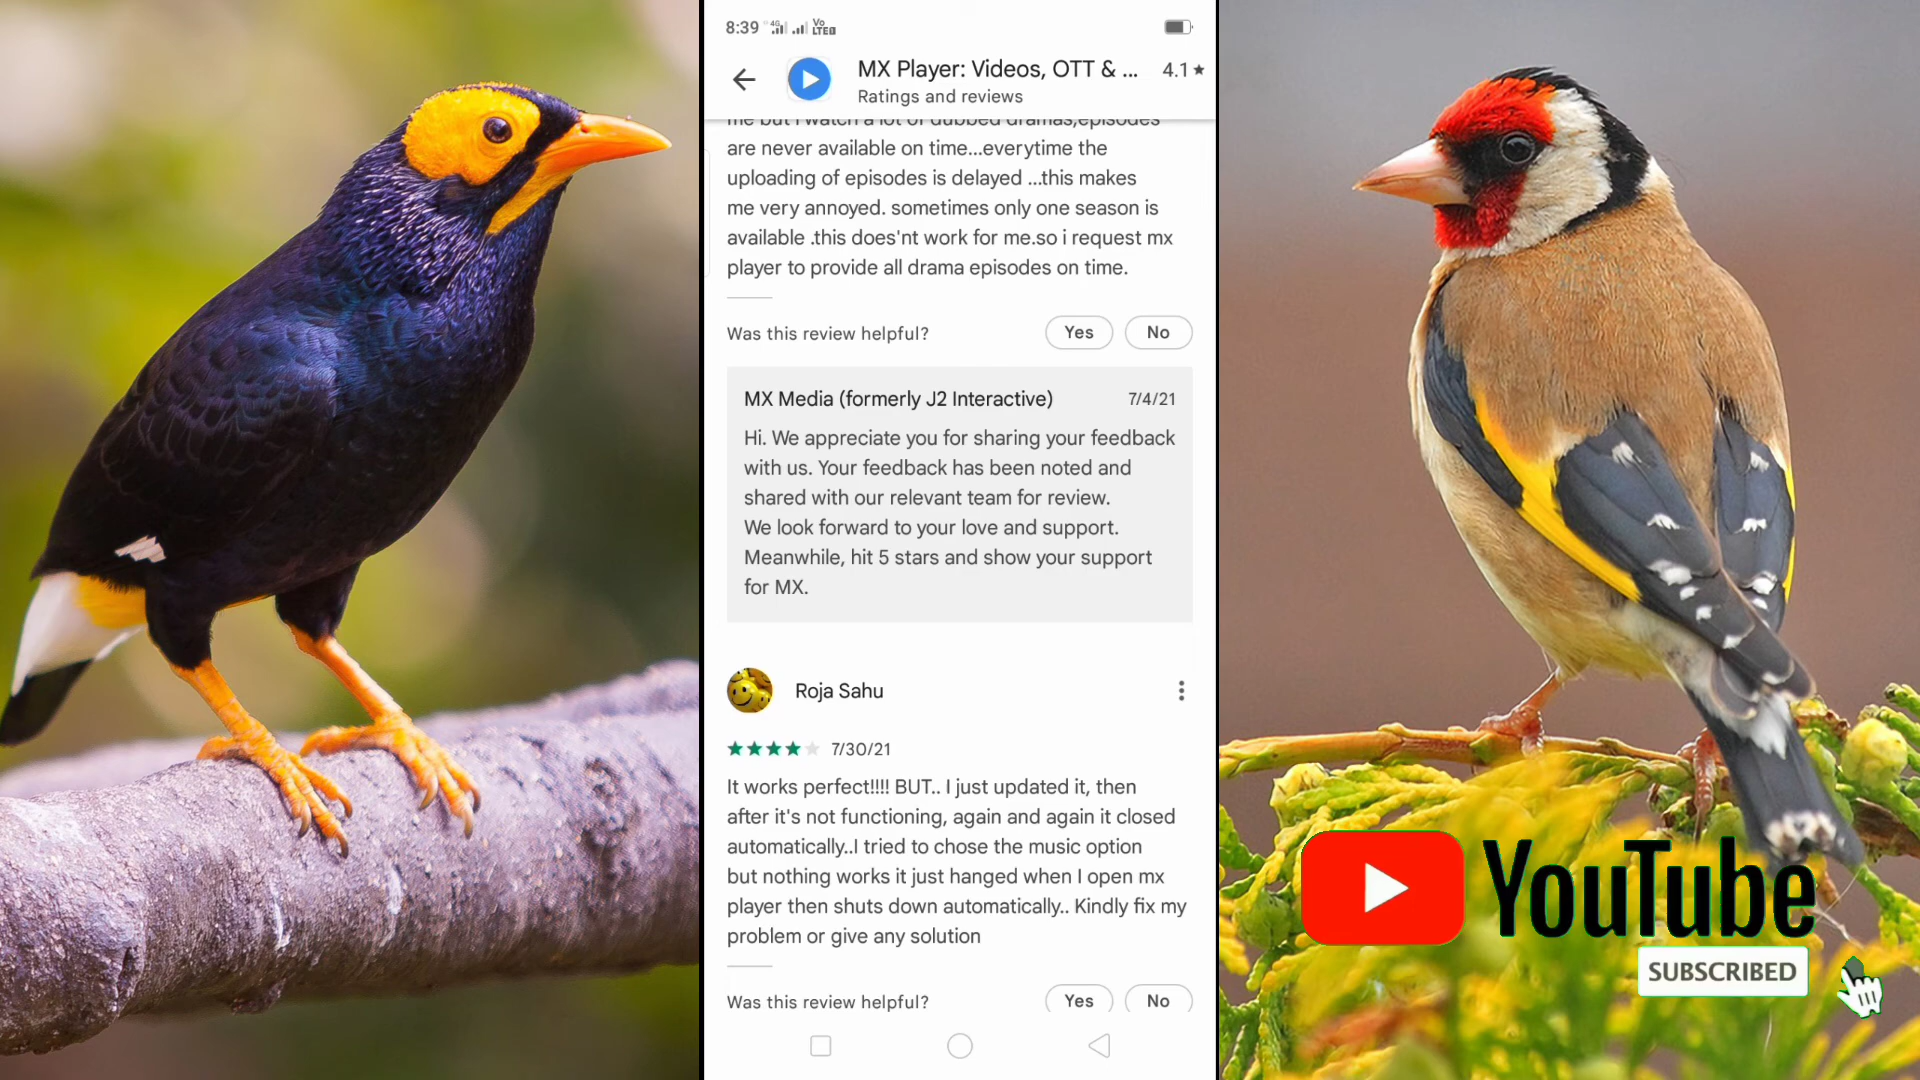 8:39 4G Vo LTE
MX Player: Videos, OTT & ... 4.1★
Ratings and reviews
me but i watch a lot of dubbed dramas,episodes
are never available on time...everytime the
uploading of episodes is delayed ...this makes
me very annoyed. sometimes only one season is
available .this does'nt work for me.so i request mx
player to provide all drama episodes on time.
Was this review helpful? Yes No
MX Media (formerly J2 Interactive) 7/4/21
Hi. We appreciate you for sharing your feedback
with us. Your feedback has been noted and
shared with our relevant team for review.
We look forward to your love and support.
Meanwhile, hit 5 stars and show your support
for MX.
Roja Sahu
7/30/21
It works perfect!!!! BUT.. I just updated it, then
after it's not functioning, again and again it closed
automatically..I tried to chose the music option
but nothing works it just hanged when I open mx
player then shuts down automatically.. Kindly fix my
problem or give any solution
Was this review helpful? Yes No
YouTube
SUBSCRIBED